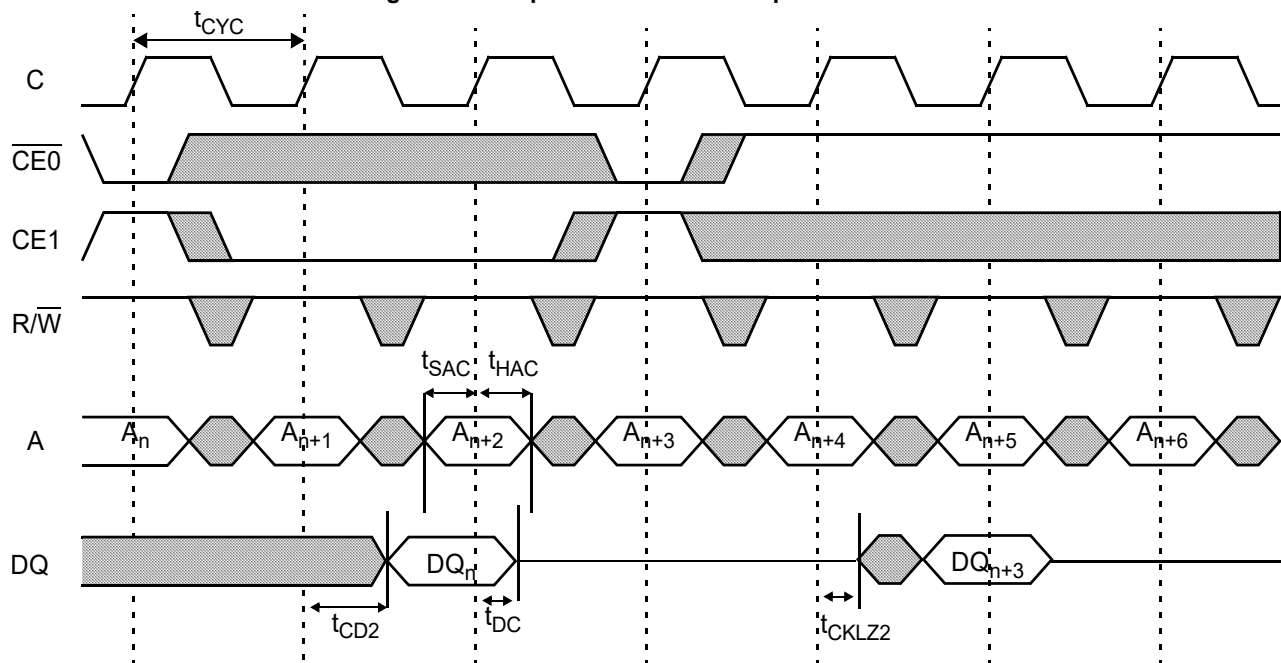 tCYC
C
CE0
CE1
R/W
tSAC
tHAC
A
An
An+1
An+2
An+3
An+4
An+5
An+6
DQ
DQn
DQn+3
tCD2
tDC
tCKLZ2